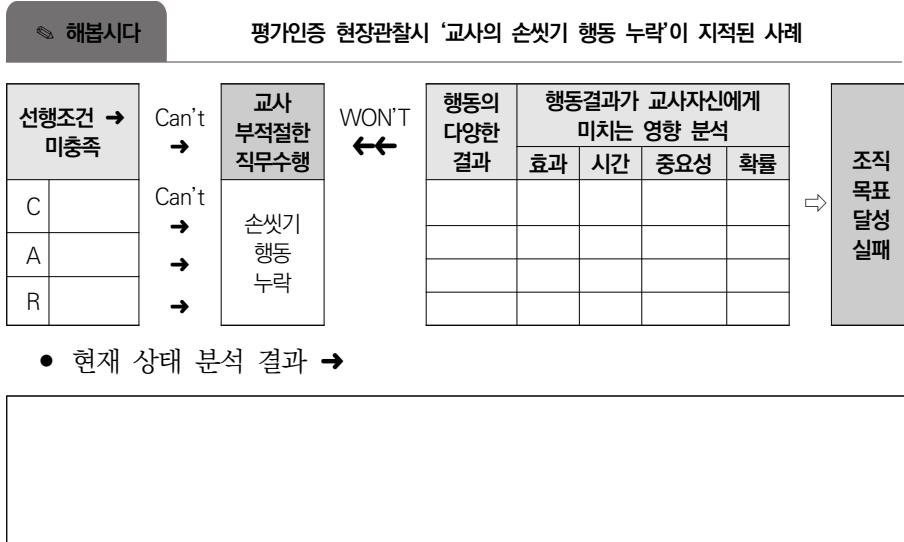 ✎ 해봅시다
평가인증 현장관찰시 ‘교사의 손씻기 행동 누락’이 지적된 사례
선행조건 ➜
미충족
Can't
➜
교사
부적절한
직무수행
WON'T
행동의
다양한
결과
행동결과가 교사자신에게
미치는 영향 분석
효과 시간 중요성 확률
C
A
R
Can't
➜
➜
➜
손씻기
행동
누락
⇨
조직
목표
달성
실패
● 현재 상태 분석 결과 ➜